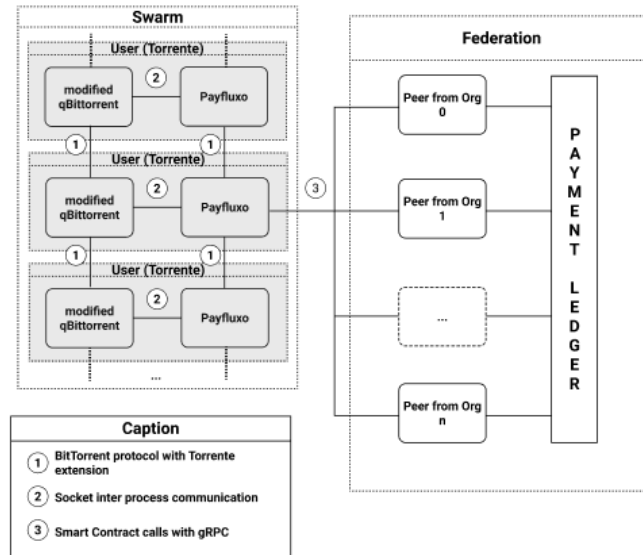 Swarm
User (Torrente)
modified
qBittorrent
2
Payfluxo
1
1
User (Torrente)
modified
qBittorrent
2
Payfluxo
1
1
User (Torrente)
modified
qBittorrent
2
Payfluxo
...
3
Federation
Peer from Org
0
Peer from Org
1
...
Peer from Org
n
PAYMENT LEDGER
Caption
1 BitTorrent protocol with Torrente
extension
2 Socket inter process communication
3 Smart Contract calls with gRPC